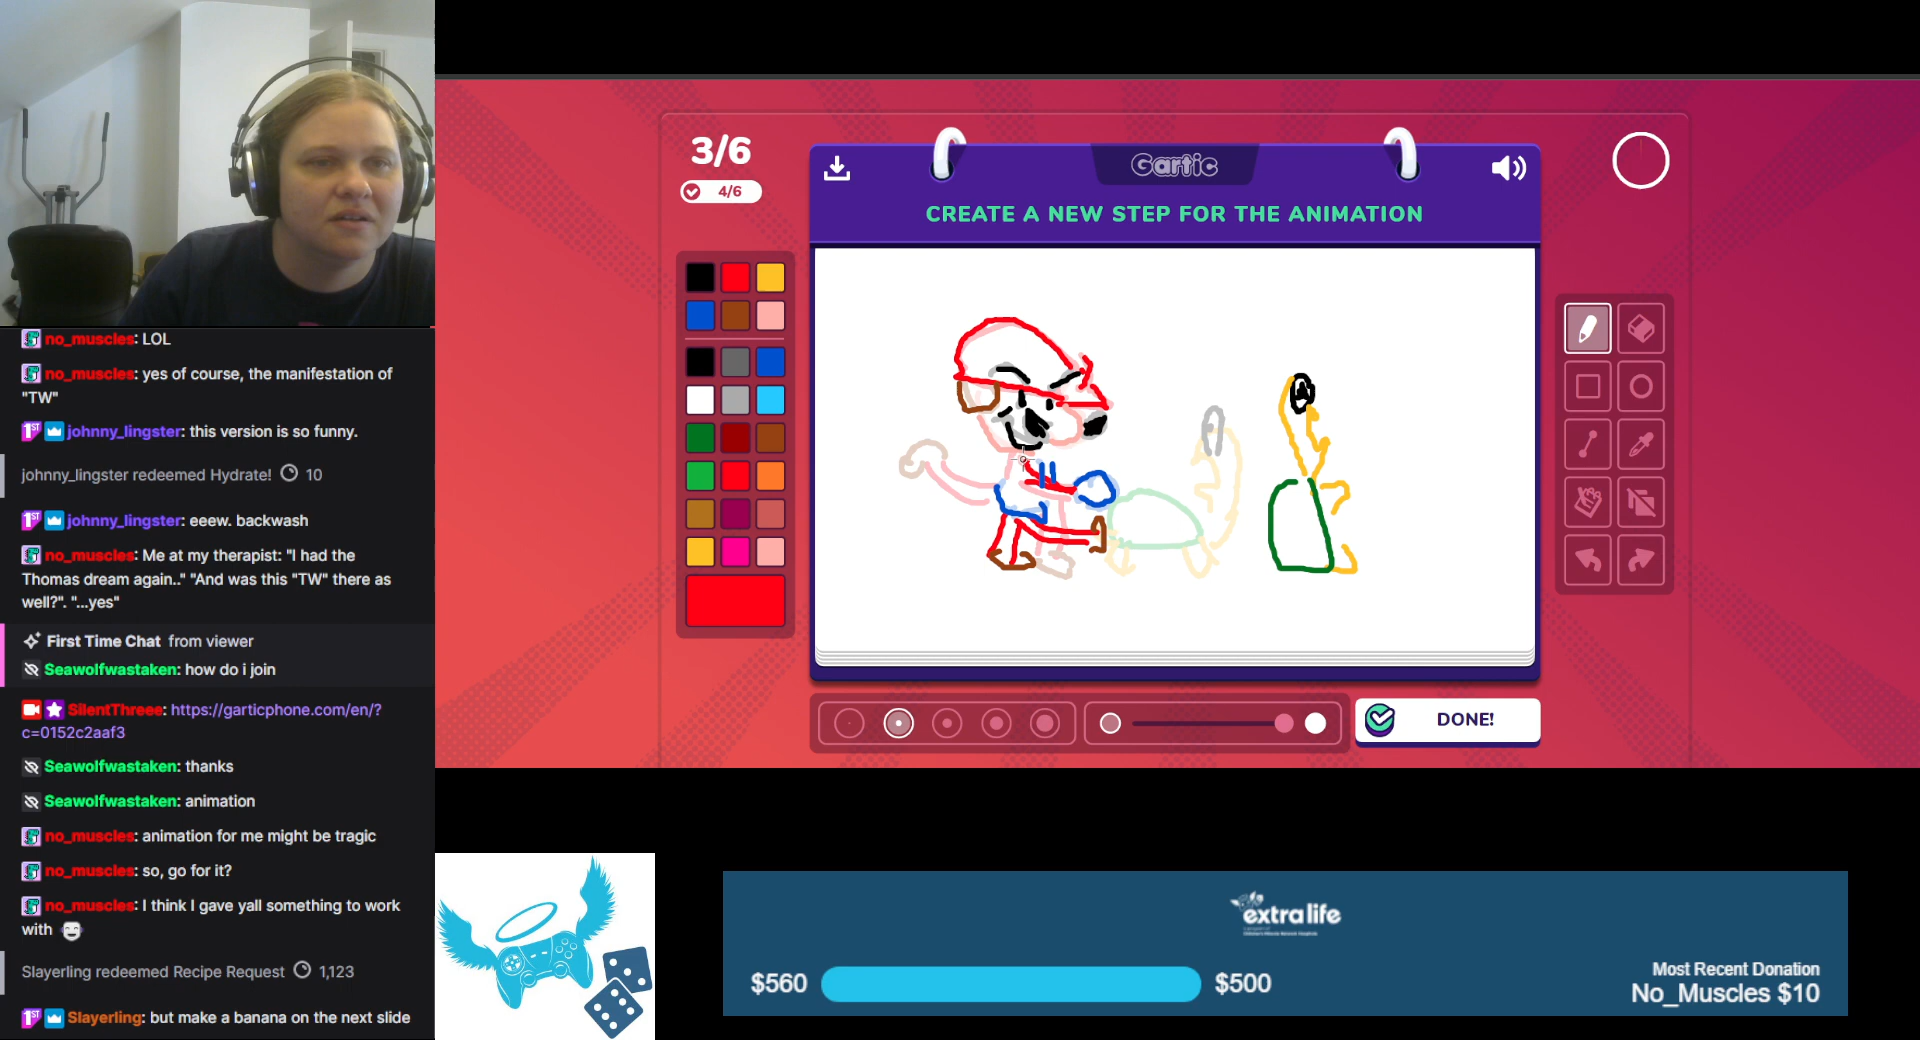 no_muscles: LOL
no_muscles: yes of course, the manifestation of
"TW"
1ST johnny_lingster: this version is so funny.
johnny_lingster redeemed Hydrate! 10
1ST johnny_lingster: eeew. backwash
no_muscles: Me at my therapist: "I had the
Thomas dream again.." "And was this "TW" there as
well?". "...yes"
First Time Chat from viewer
Seawolfwastaken: how do i join
SilentThreee: https://garticphone.com/en/?
c=0152c2aaf3
Seawolfwastaken: thanks
Seawolfwastaken: animation
no_muscles: animation for me might be tragic
no_muscles: so, go for it?
no_muscles: I think I gave yall something to work
with
Slayerling redeemed Recipe Request 1,123
1ST Slayerling: but make a banana on the next slide
3/6
4/6
Gartic
CREATE A NEW STEP FOR THE ANIMATION
DONE!
extra life
$560
$500
Most Recent Donation
No_Muscles $10